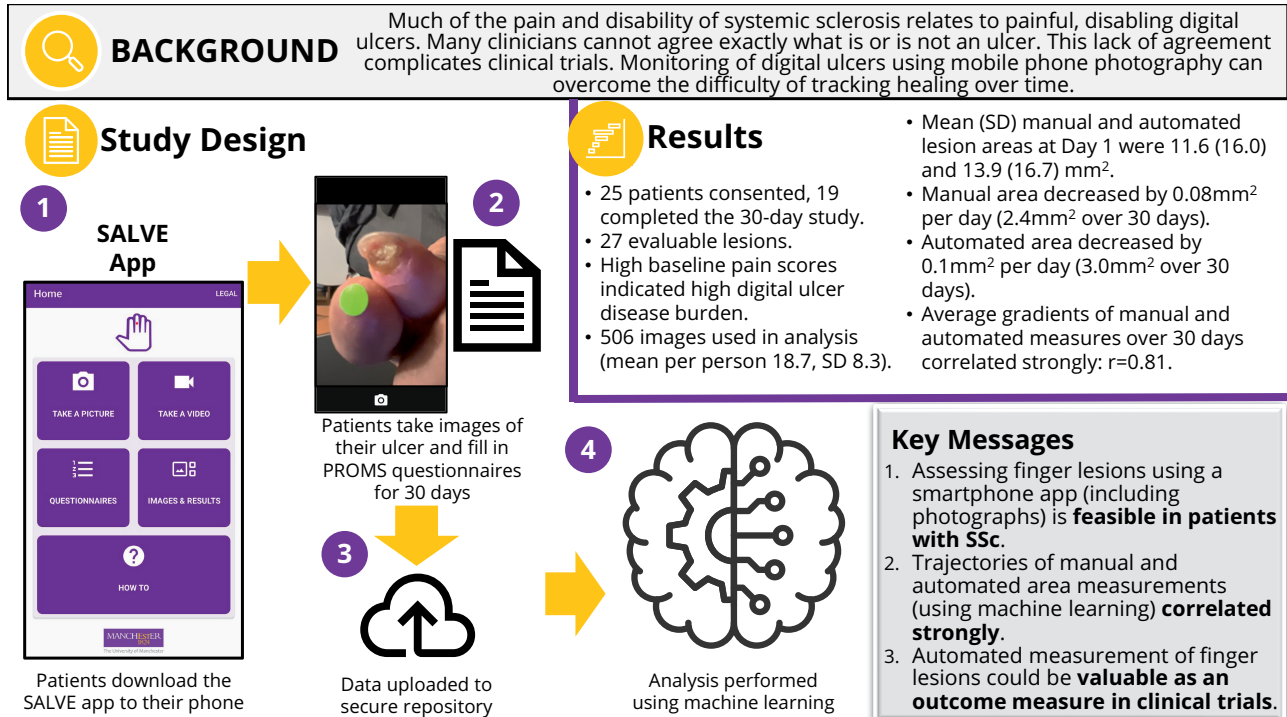 BACKGROUND
Much of the pain and disability of systemic sclerosis relates to painful, disabling digital
ulcers. Many clinicians cannot agree exactly what is or is not an ulcer. This lack of agreement
complicates clinical trials. Monitoring of digital ulcers using mobile phone photography can
overcome the difficulty of tracking healing over time.
Study Design
1
SALVE
App
Home
LEGAL
TAKE A PICTURE
TAKE A VIDEO
1
2
3
QUESTIONNAIRES
IMAGES & RESULTS
?
HOW TO
MANCHESTER
1824
The University of Manchester
Patients download the
SALVE app to their phone
2
Patients take images of
their ulcer and fill in
PROMS questionnaires
for 30 days
3
Data uploaded to
secure repository
4
Analysis performed
using machine learning
Results
• 25 patients consented, 19
completed the 30-day study.
• 27 evaluable lesions.
• High baseline pain scores
indicated high digital ulcer
disease burden.
• 506 images used in analysis
(mean per person 18.7, SD 8.3).
• Mean (SD) manual and automated
lesion areas at Day 1 were 11.6 (16.0)
and 13.9 (16.7) mm².
• Manual area decreased by 0.08mm²
per day (2.4mm² over 30 days).
• Automated area decreased by
0.1mm² per day (3.0mm² over 30
days).
• Average gradients of manual and
automated measures over 30 days
correlated strongly: r=0.81.
Key Messages
1. Assessing finger lesions using a
smartphone app (including
photographs) is feasible in patients
with SSc.
2. Trajectories of manual and
automated area measurements
(using machine learning) correlated
strongly.
3. Automated measurement of finger
lesions could be valuable as an
outcome measure in clinical trials.